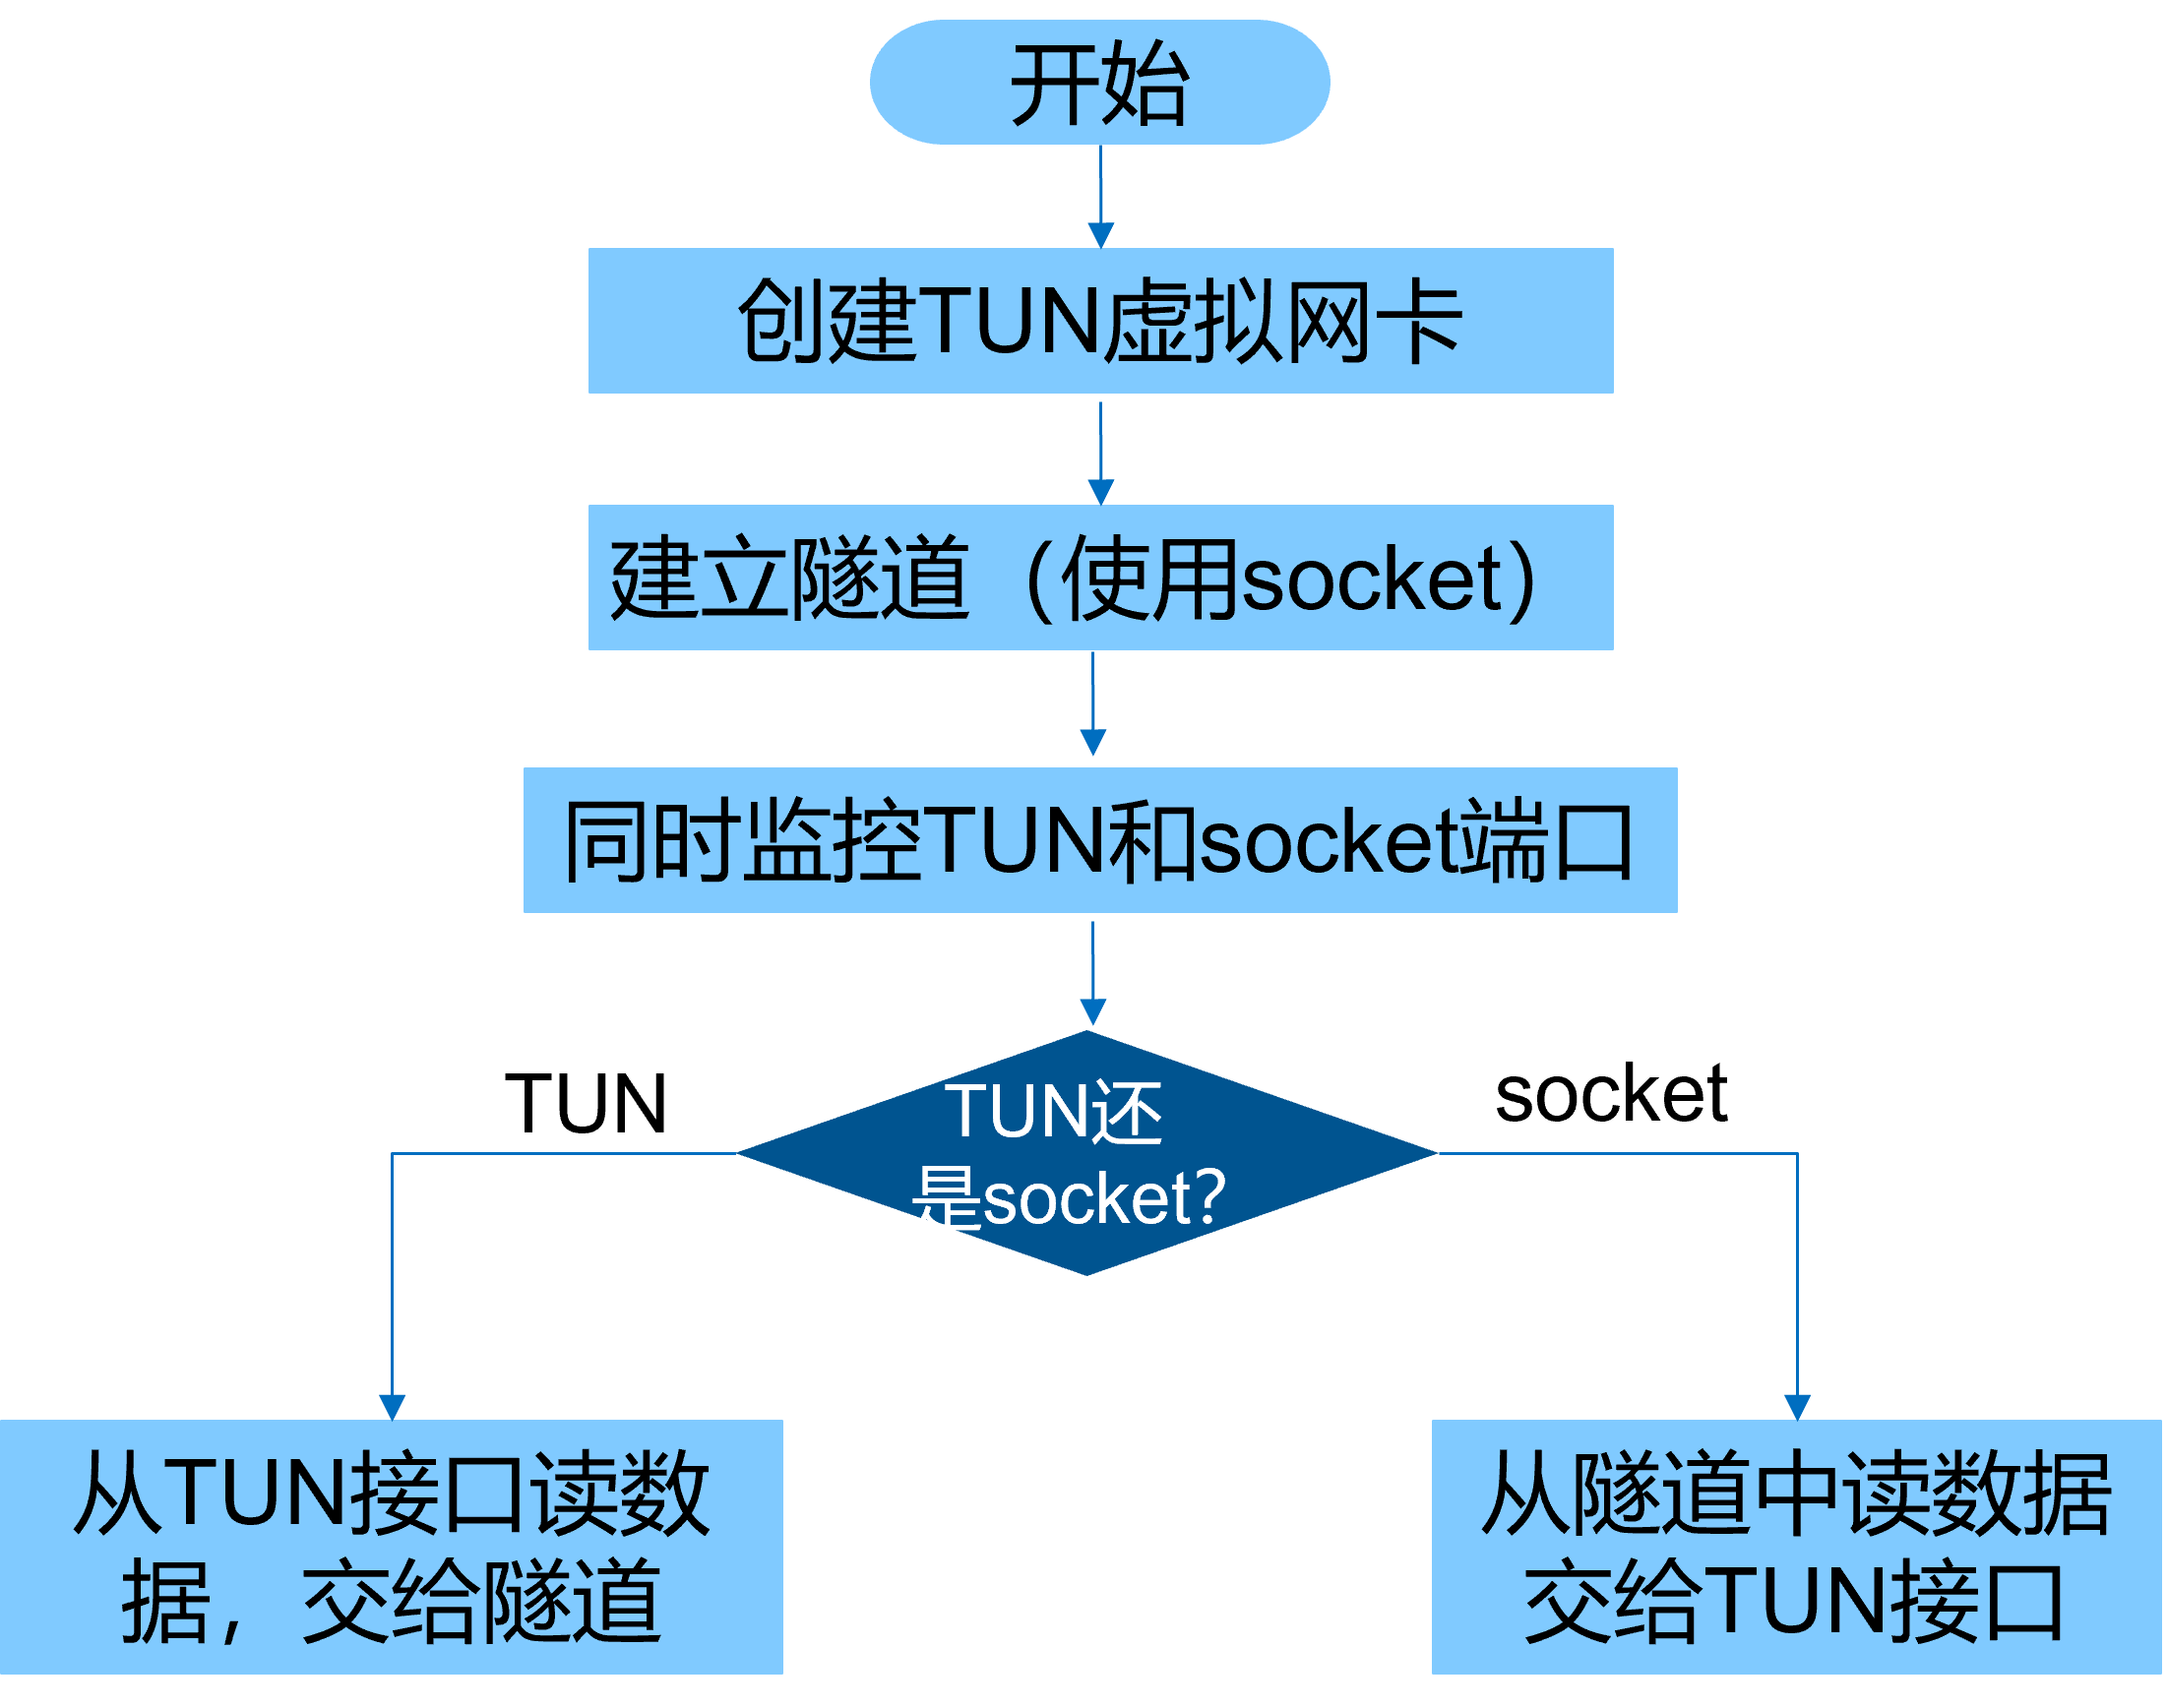 开始
创建TUN虚拟网卡
建立隧道（使用socket）
同时监控TUN和socket端口
TUN
TUN还
是socket?
socket
从TUN接口读数
据，交给隧道
从隧道中读数据
交给TUN接口